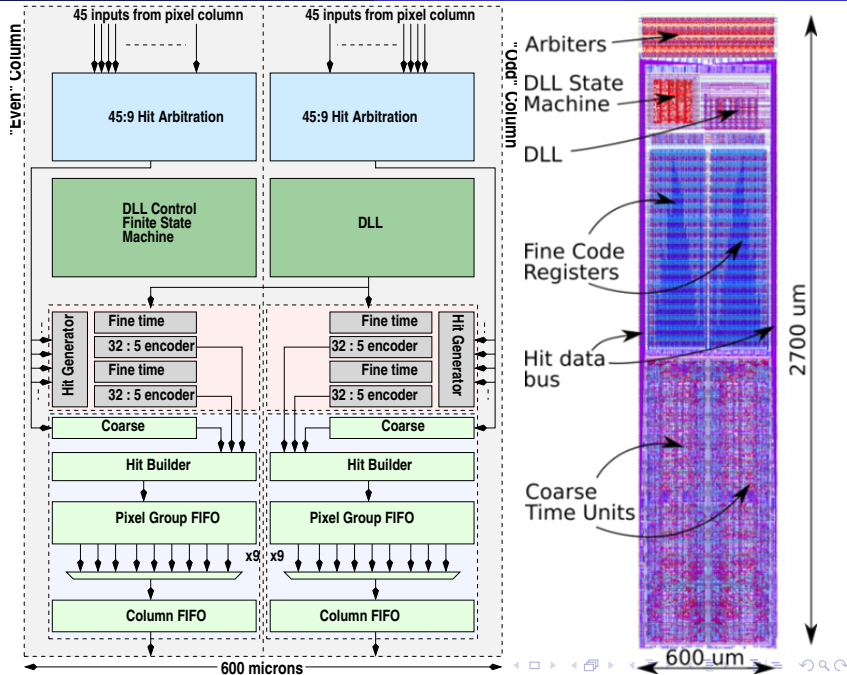 45 inputs from pixel column
45 inputs from pixel column
"Even" Column
"Odd" Column
45:9 Hit Arbitration
45:9 Hit Arbitration
DLL Control
Finite State
Machine
DLL
Hit Generator
Fine time
32 : 5 encoder
Fine time
32 : 5 encoder
Fine time
32 : 5 encoder
Fine time
32 : 5 encoder
Hit Generator
Coarse
Coarse
Hit Builder
Hit Builder
Pixel Group FIFO
Pixel Group FIFO
x9
x9
Column FIFO
Column FIFO
600 microns
Arbiters
DLL State
Machine
DLL
Fine Code
Registers
Hit data
bus
Coarse
Time Units
2700 um
600 um